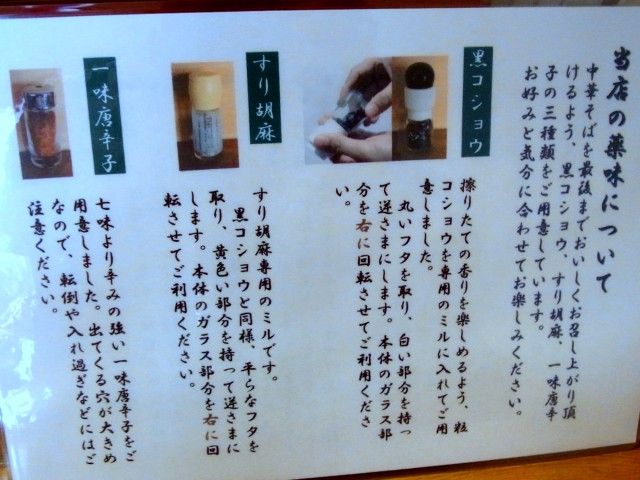 当店の薬味について
中華そばを最後までおいしくお召し上がり頂
けるよう、黒コショウ、すり胡麻、一味唐辛
子の三種類をご用意しています。
お好みと気分に合わせてお楽しみください。
黒コショウ
擦りたての香りを楽しめるよう、粒
コショウを専用のミルに入れてご用
意しました。
丸いフタを取り、白い部分を持っ
て逆さまにします。本体のガラス部
分を右に回転させてご利用くださ
い。
すり胡麻
すり胡麻専用のミルです。
黒コショウと同様、平らなフタを
取り、黄色い部分を持って逆さまに
します。本体のガラス部分を右に回
転させてご利用ください。
一味唐辛子
七味より辛みの強い一味唐辛子をご
用意しました。出てくる穴が大きめ
なので、転倒や入れ過ぎなどにはご
注意ください。